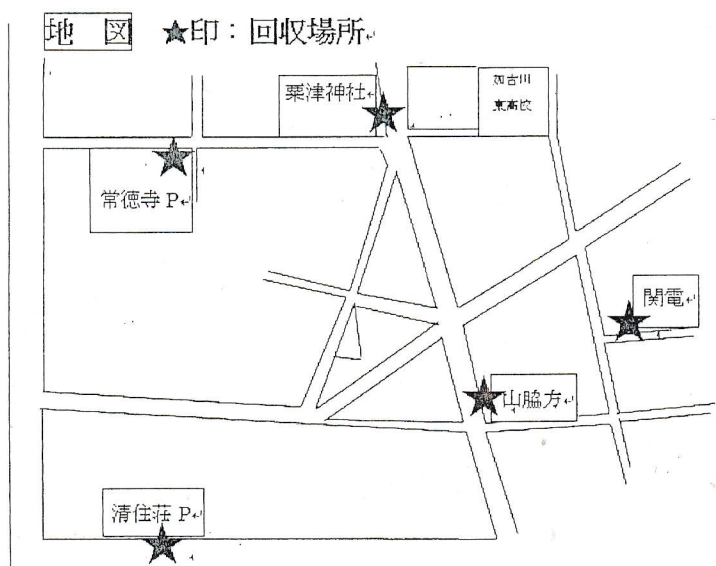 地 図 ★印：回収場所
粟津神社
加古川
東高校
常徳寺 P
関電
山脇方
清住荘 P